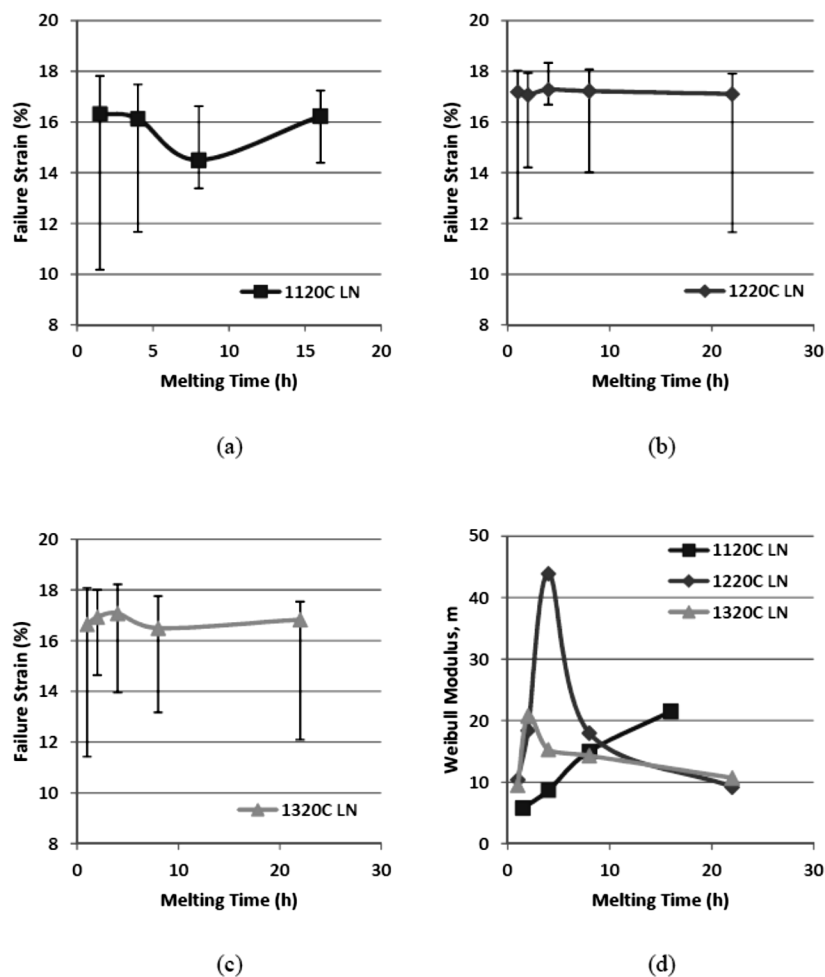 20
18
16
14
12
10
8
Failure Strain (%)
1120C LN
0 5 10 15 20
Melting Time (h)
(a)
20
18
16
14
12
10
8
Failure Strain (%)
1220C LN
0 10 20 30
Melting Time (h)
(b)
20
18
16
14
12
10
8
Failure Strain (%)
1320C LN
0 10 20 30
Melting Time (h)
(c)
50
40
30
20
10
0
Weibull Modulus, m
1120C LN
1220C LN
1320C LN
0 10 20 30
Melting Time (h)
(d)